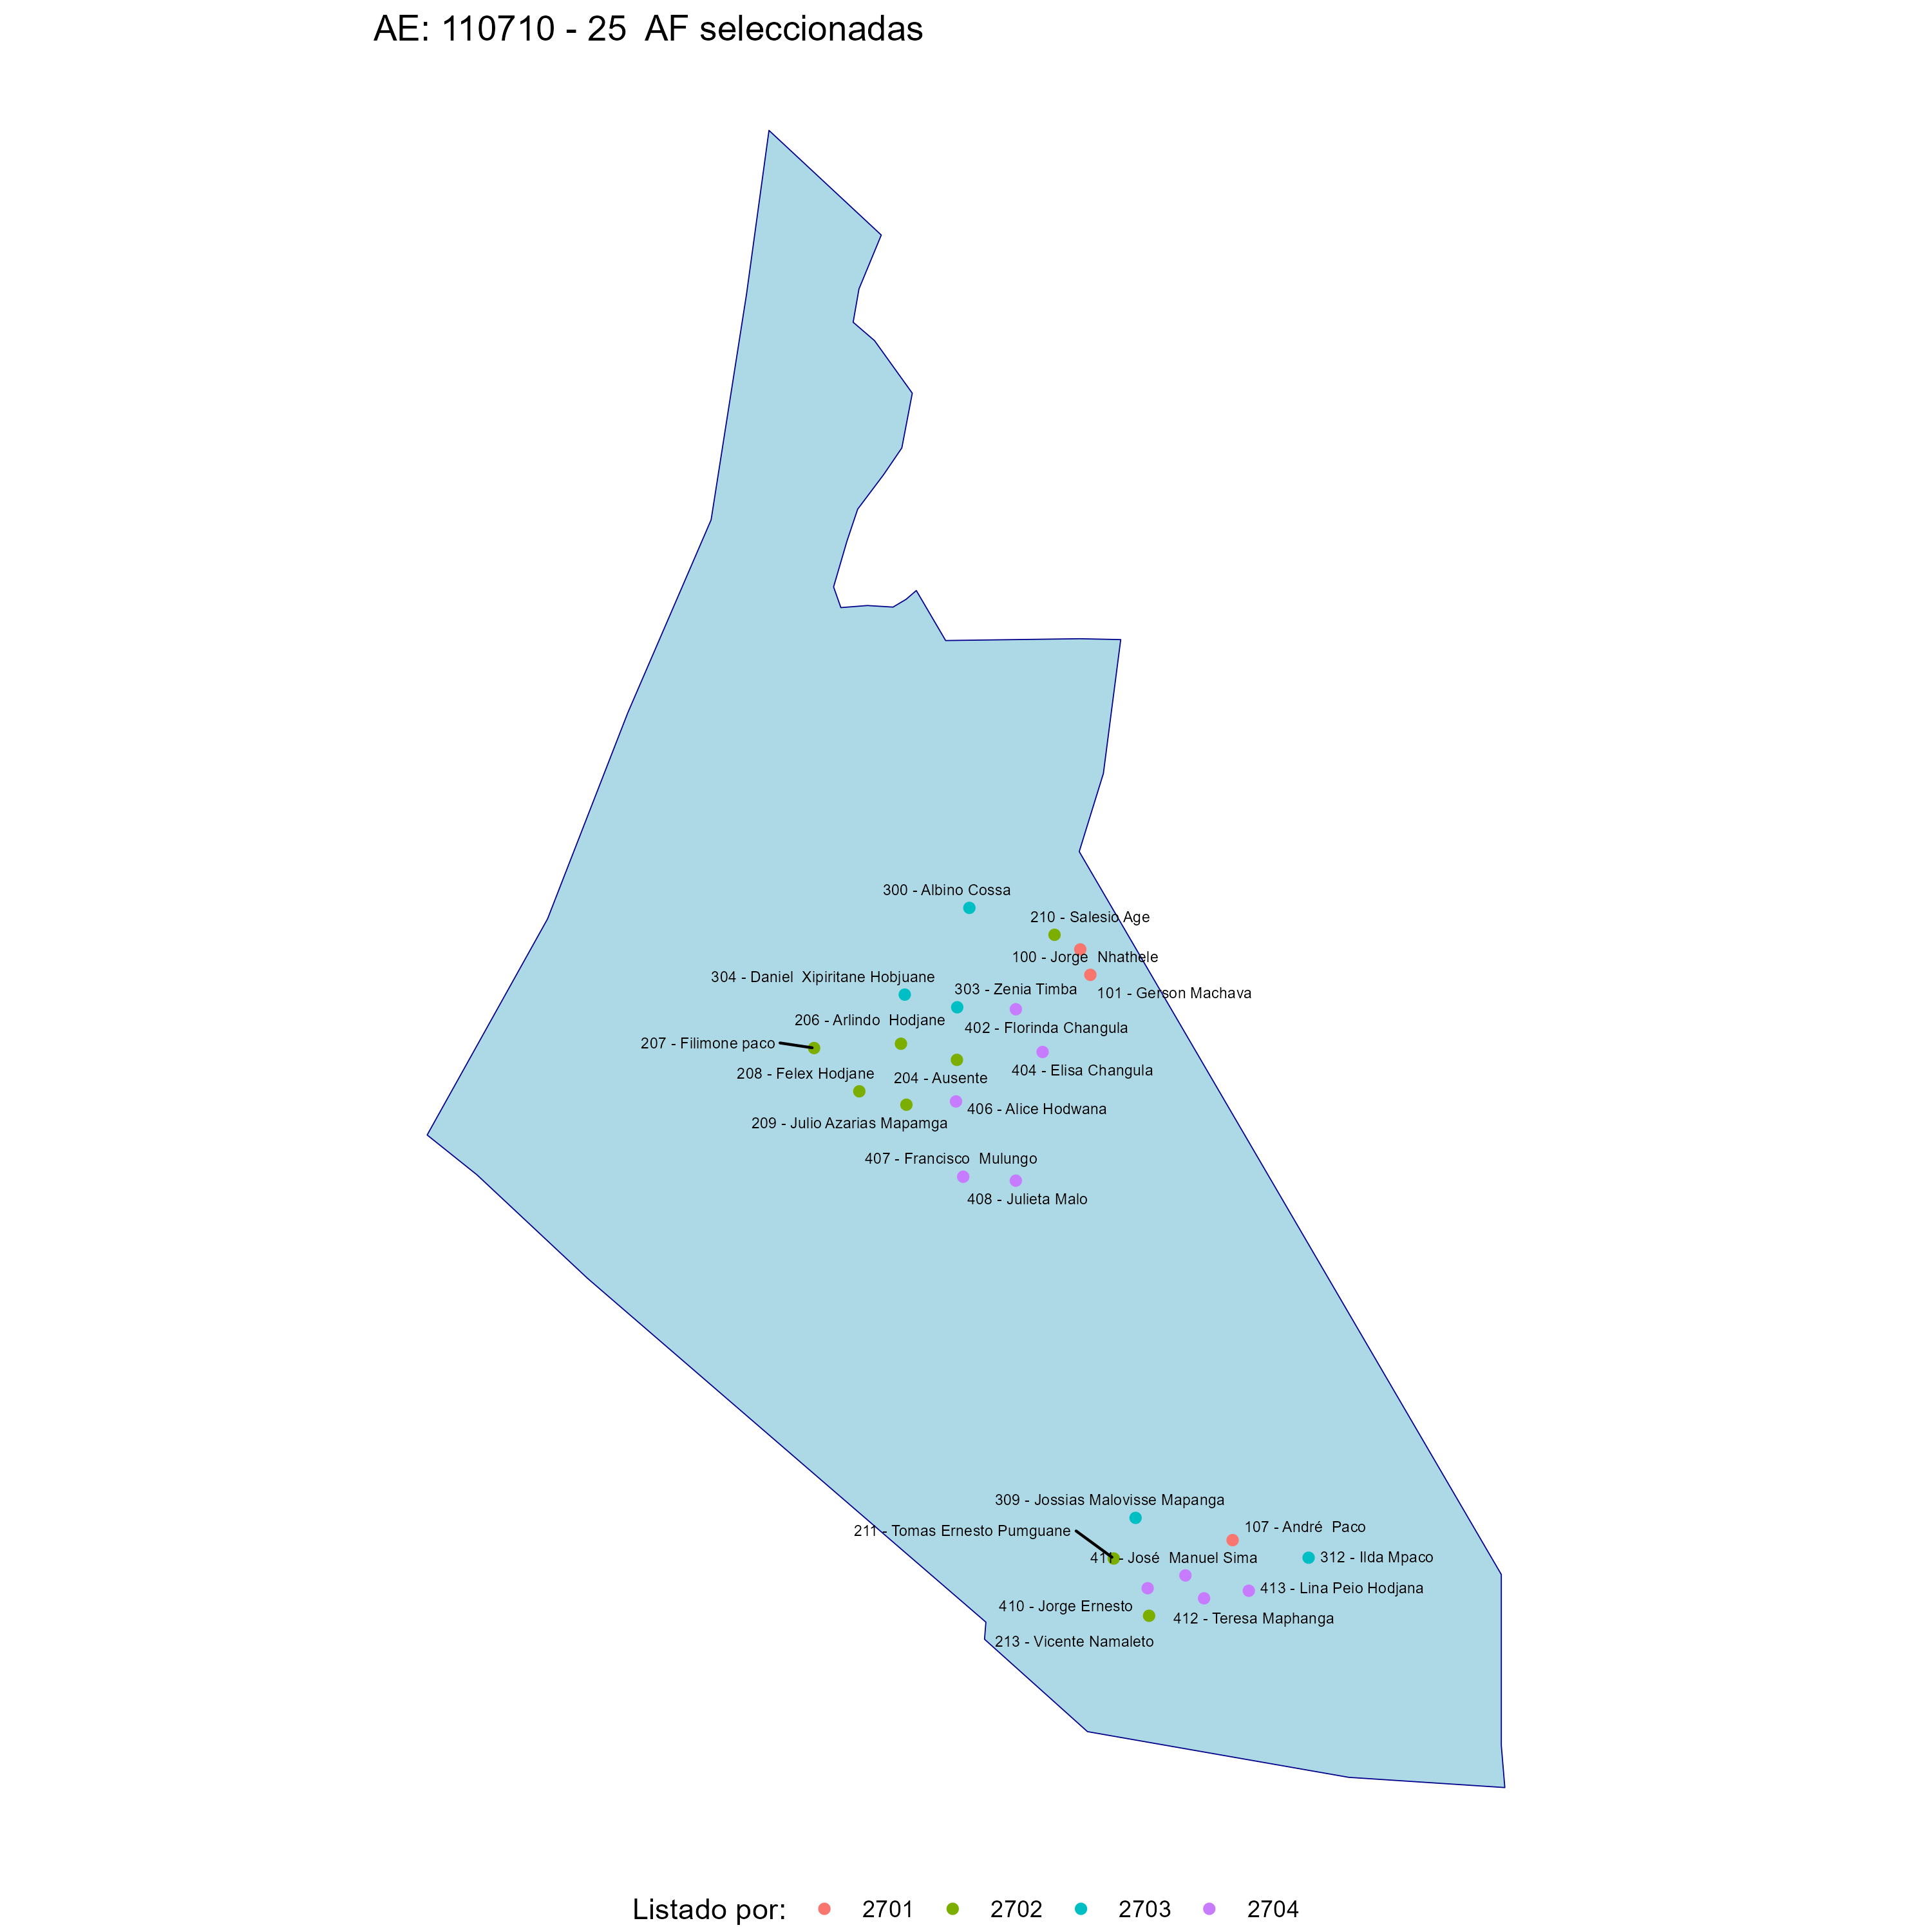 AE: 110710 - 25  AF seleccionadas
300 - Albino Cossa
210 - Salesio Age
100 - Jorge  Nhathele
304 - Daniel  Xipiritane Hobjuane
303 - Zenia Timba
101 - Gerson Machava
206 - Arlindo  Hodjane
402 - Florinda Changula
207 - Filimone paco
404 - Elisa Changula
208 - Felex Hodjane
204 - Ausente
406 - Alice Hodwana
209 - Julio Azarias Mapamga
407 - Francisco  Mulungo
408 - Julieta Malo
309 - Jossias Malovisse Mapanga
107 - André  Paco
211 - Tomas Ernesto Pumguane
411 - José  Manuel Sima
312 - Ilda Mpaco
413 - Lina Peio Hodjana
410 - Jorge Ernesto
412 - Teresa Maphanga
213 - Vicente Namaleto
Listado por: 2701 2702 2703 2704